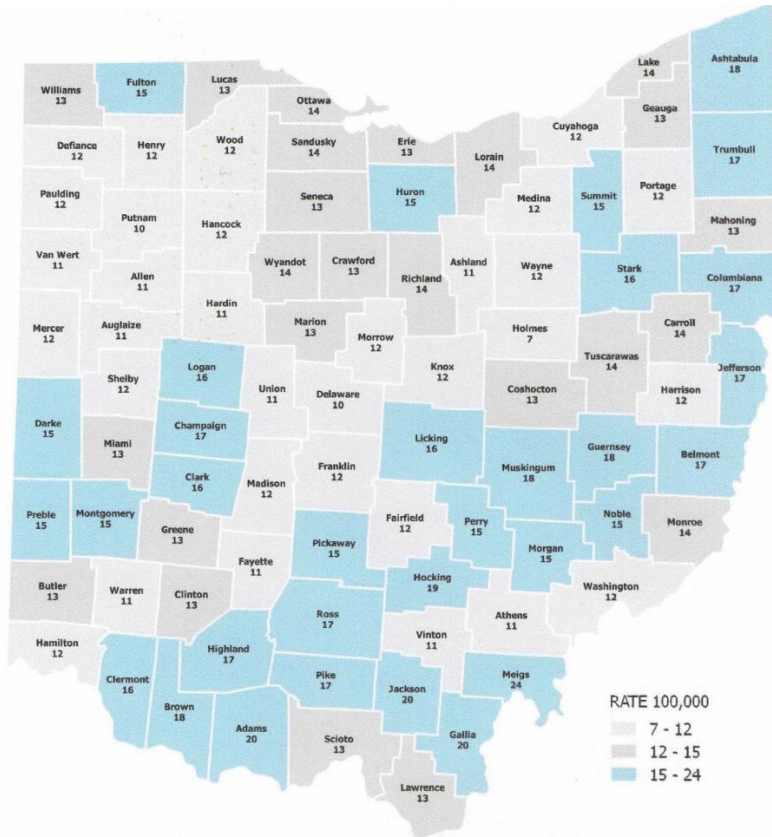 Ashtabula
18
Lake
14
Williams
13
Fulton
15
Lucas
13
Ottawa
14
Geauga
13
Cuyahoga
12
Defiance
12
Henry
12
Wood
12
Sandusky
14
Erie
13
Lorain
14
Trumbull
17
Huron
15
Medina
12
Summit
15
Portage
12
Paulding
12
Putnam
10
Hancock
12
Seneca
13
Mahoning
13
Van Wert
11
Allen
11
Wyandot
14
Crawford
13
Richland
14
Ashland
11
Wayne
12
Stark
16
Columbiana
17
Hardin
11
Mercer
12
Auglaize
11
Marion
13
Morrow
12
Holmes
7
Carroll
14
Tuscarawas
14
Jefferson
17
Logan
16
Shelby
12
Union
11
Knox
12
Delaware
10
Coshocton
13
Harrison
12
Darke
15
Champaign
17
Miami
13
Licking
16
Guernsey
18
Belmont
17
Clark
16
Franklin
12
Muskingum
18
Madison
12
Preble
15
Montgomery
15
Greene
13
Fairfield
12
Perry
15
Noble
15
Monroe
14
Pickaway
15
Morgan
15
Fayette
11
Hocking
19
Butler
13
Warren
11
Clinton
13
Washington
12
Ross
17
Athens
11
Vinton
11
Hamilton
12
Highland
17
Clermont
16
Pike
17
Jackson
20
Meigs
24
Brown
18
Adams
20
Scioto
13
Gallia
20
Lawrence
13
RATE 100,000
7 - 12
12 - 15
15 - 24